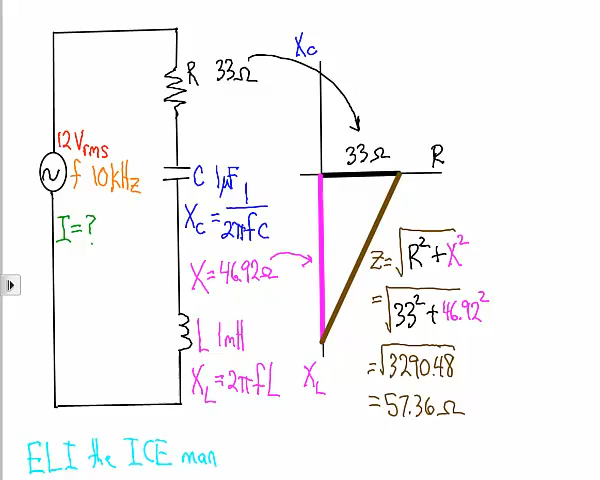 Xc
R 33Ω
12Vrms
f 10kHz
I=?
C 1μF
Xc = 1/2πfC
X=46.92Ω
L 1mH
XL=2πfL
33Ω
R
XL
Z=√R²+X²
=√33²+46.92²
=√3290.48
=57.36Ω
ELI the ICE man